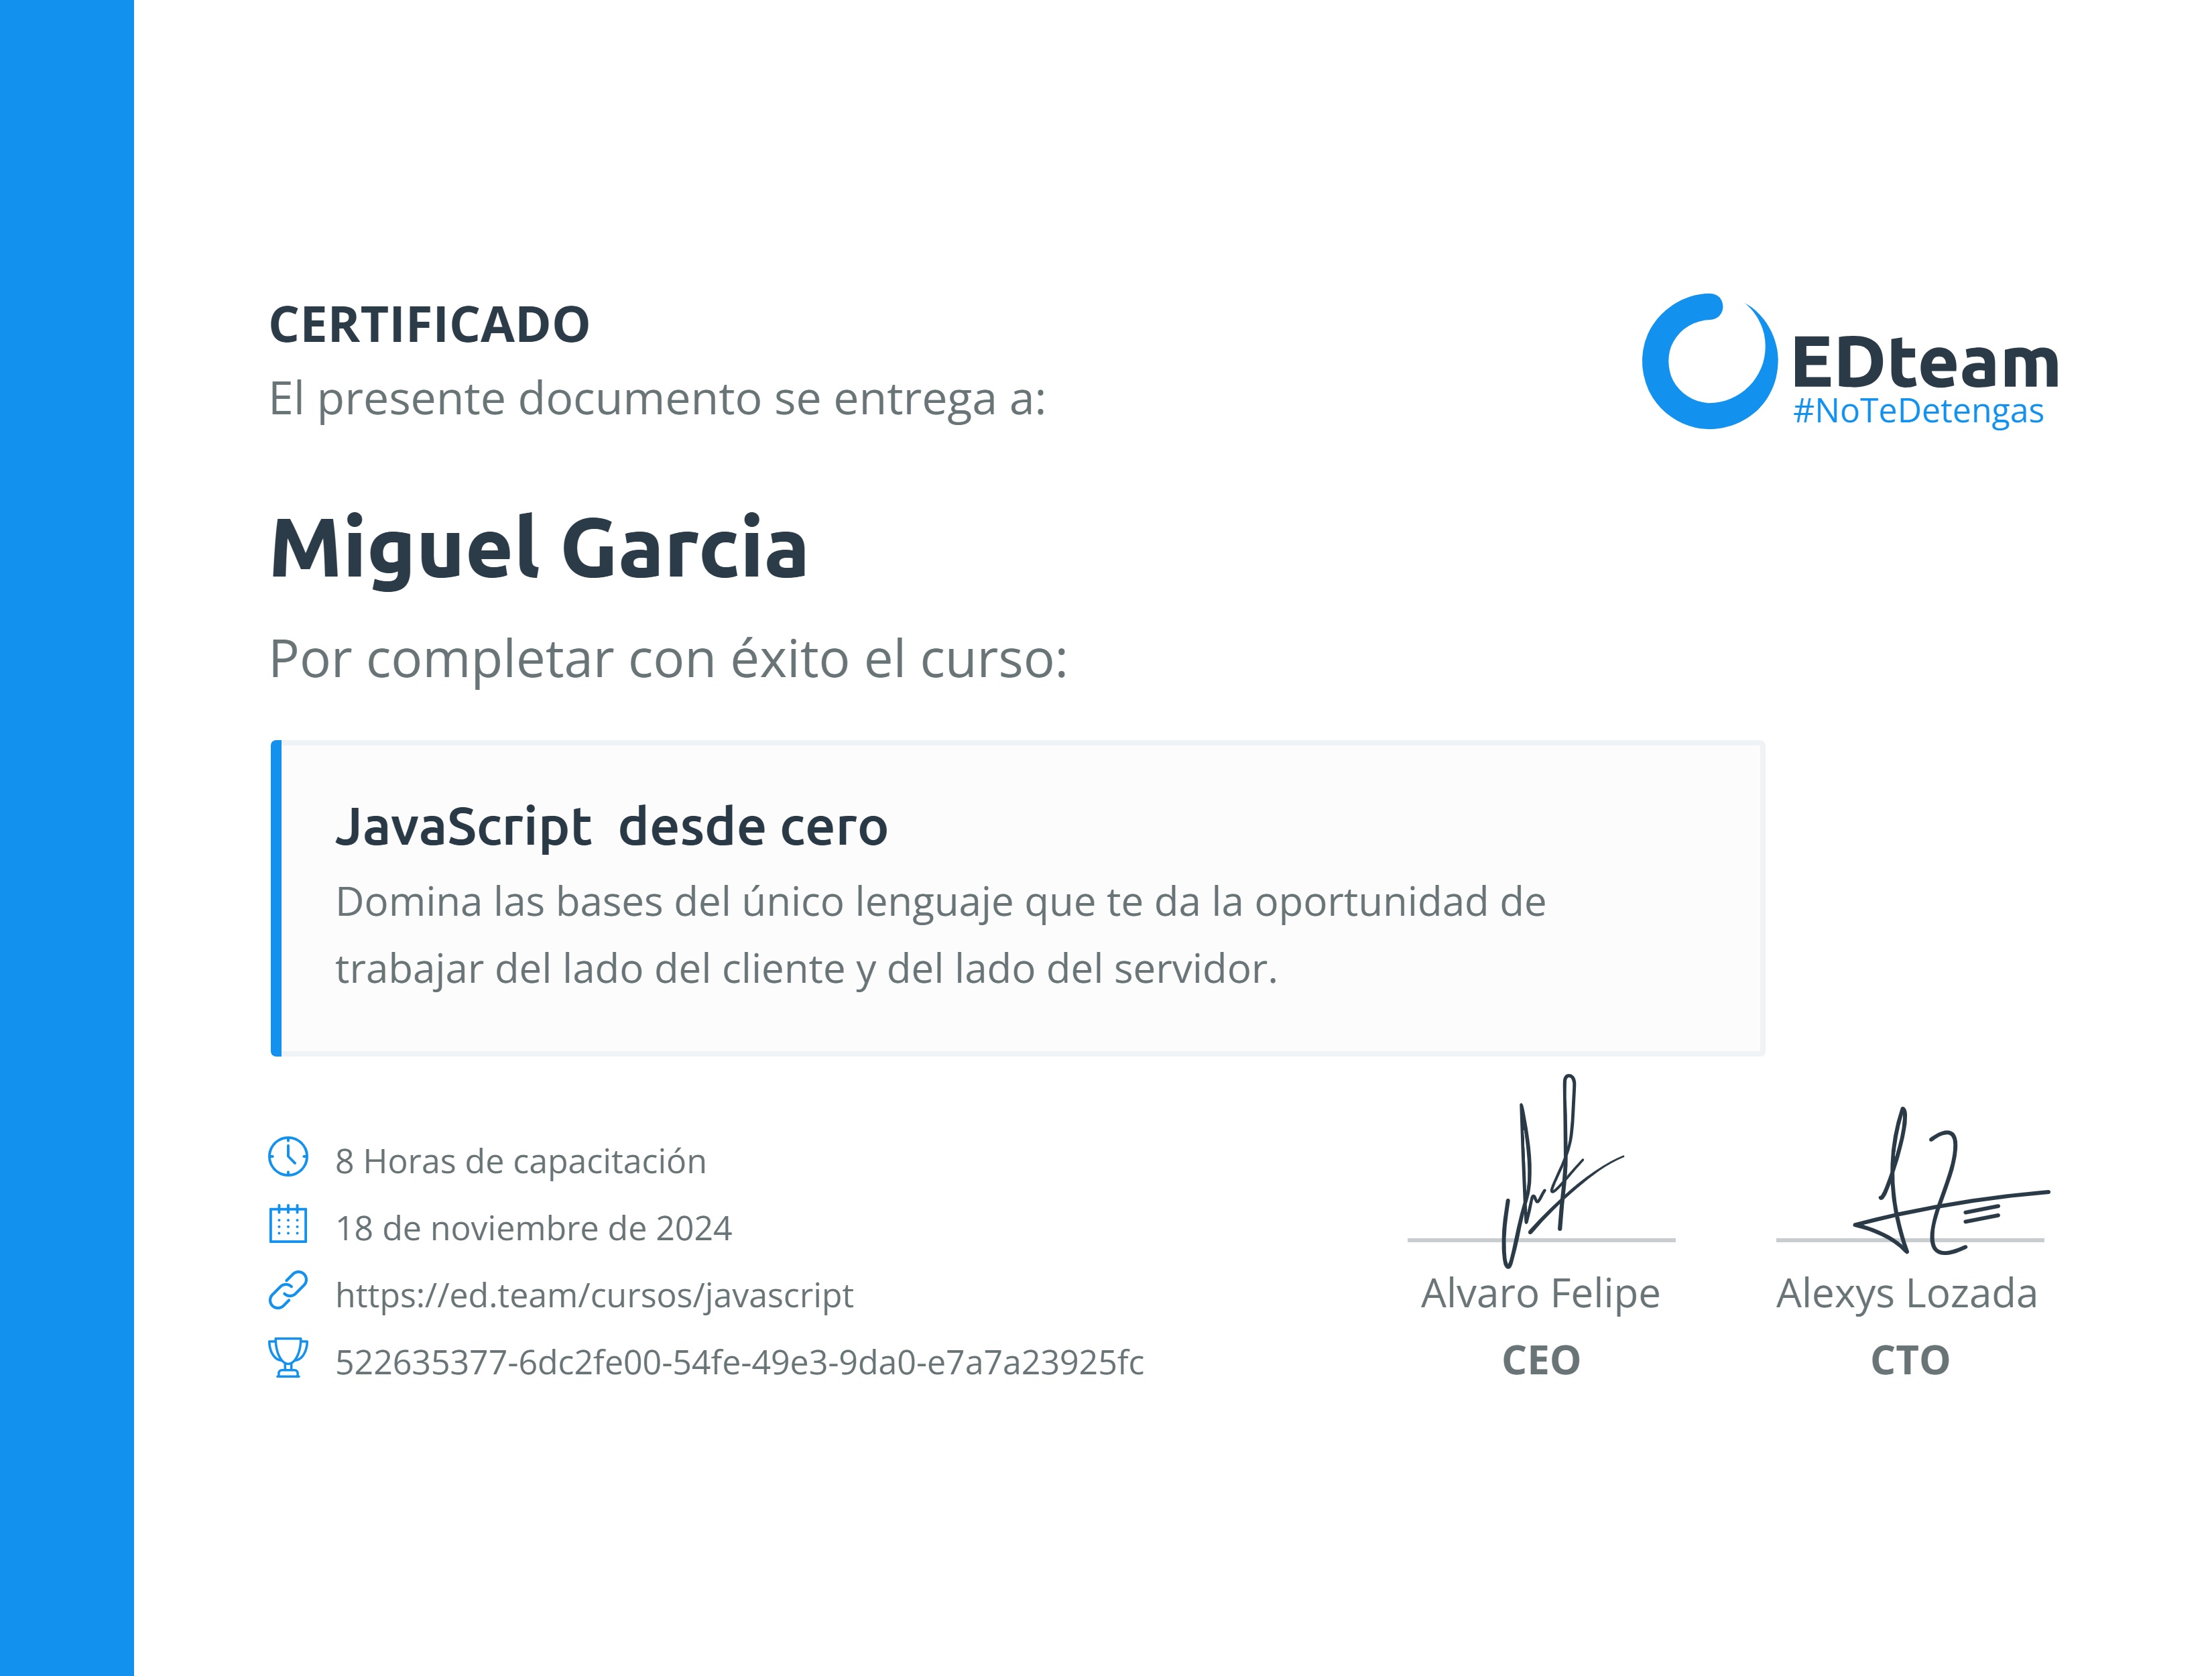 CERTIFICADO
El presente documento se entrega a:
EDteam
#NoTeDetengas
Miguel Garcia
Por completar con éxito el curso:
JavaScript  desde cero
Domina las bases del único lenguaje que te da la oportunidad de
trabajar del lado del cliente y del lado del servidor.
8 Horas de capacitación
18 de noviembre de 2024
https://ed.team/cursos/javascript
522635377-6dc2fe00-54fe-49e3-9da0-e7a7a23925fc
Alvaro Felipe
CEO
Alexys Lozada
CTO